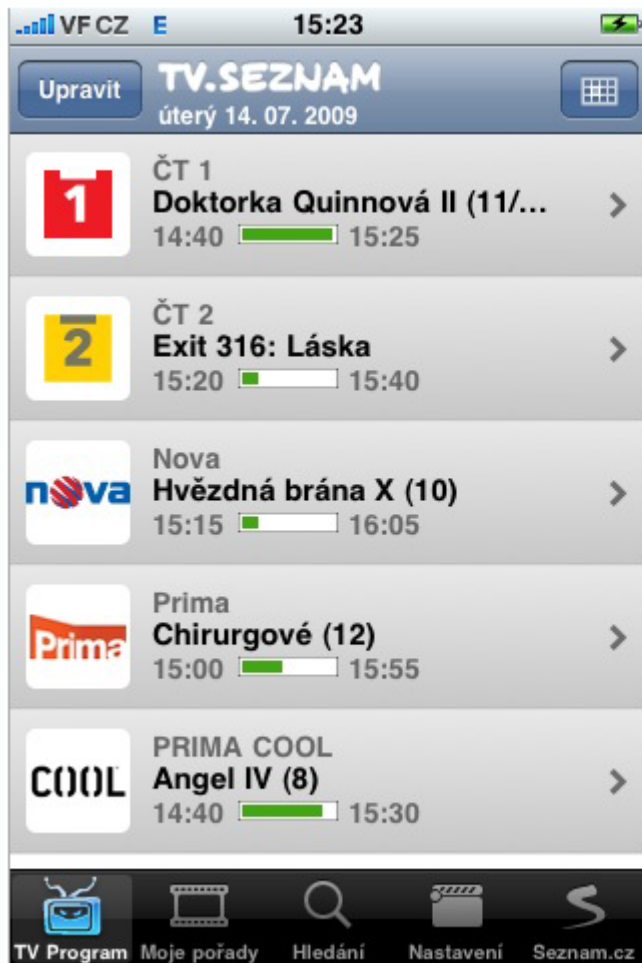 VF CZ E 15:23
Upravit
TV.SEZNAM
úterý 14. 07. 2009
1
ČT 1
Doktorka Quinnová II (11/...
14:40 15:25
2
ČT 2
Exit 316: Láska
15:20 15:40
nova
Nova
Hvězdná brána X (10)
15:15 16:05
Prima
Prima
Chirurgové (12)
15:00 15:55
COOL
PRIMA COOL
Angel IV (8)
14:40 15:30
TV Program Moje pořady Hledání Nastavení Seznam.cz